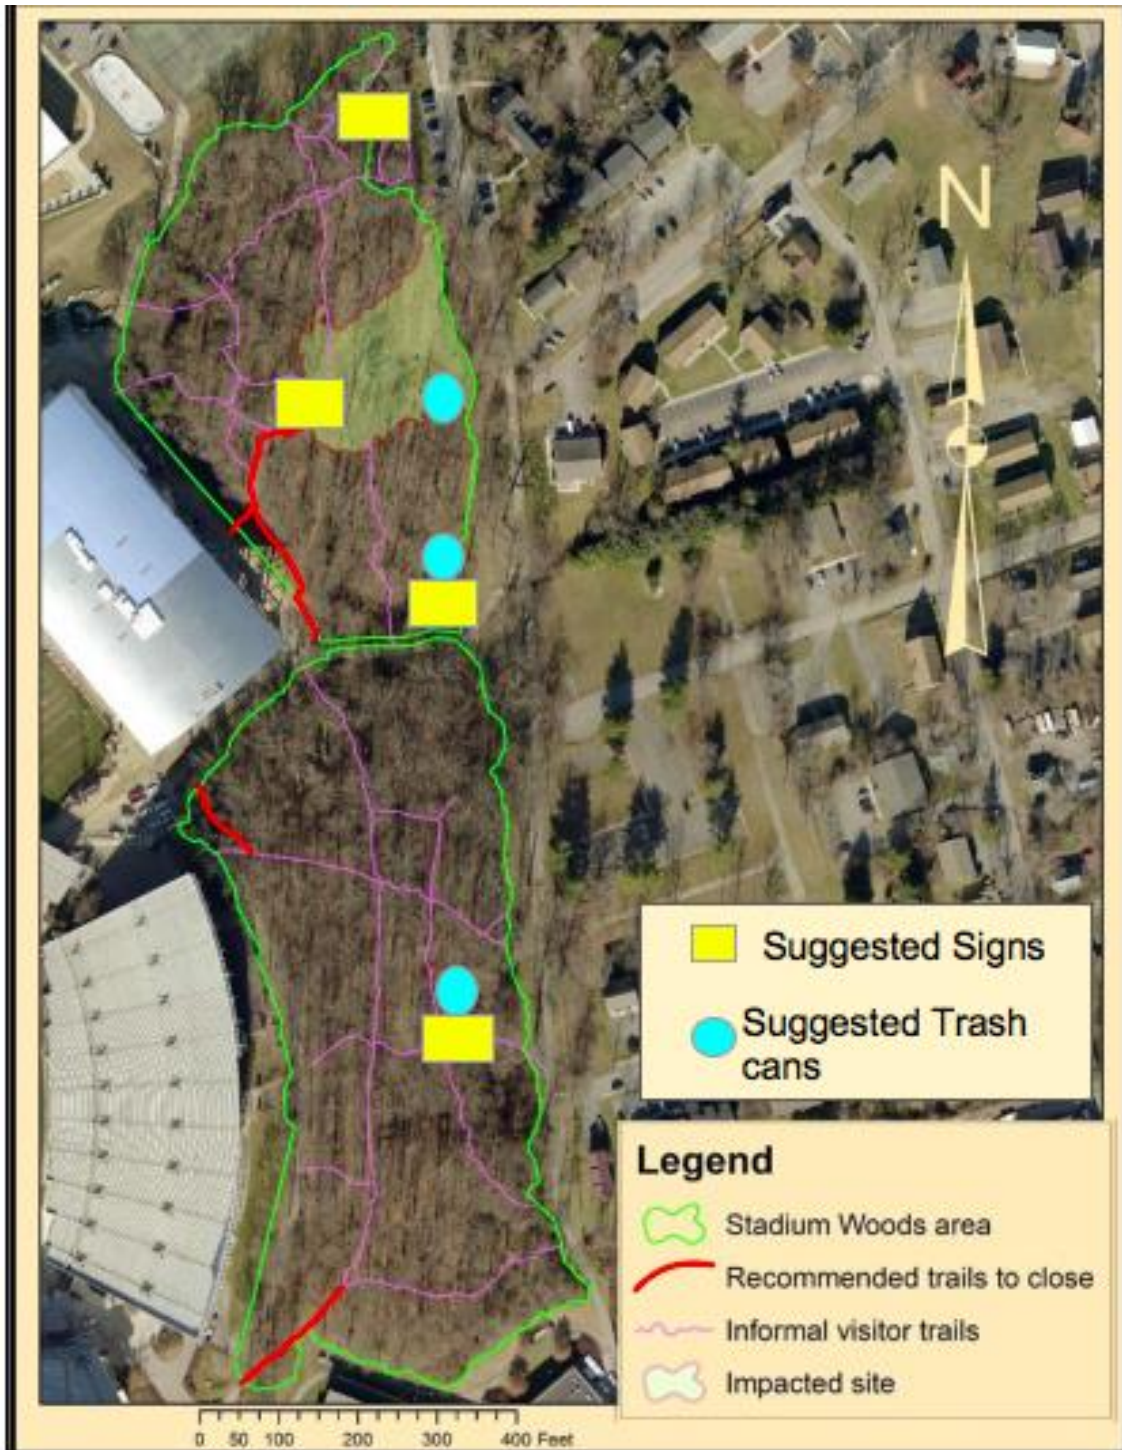 N
Suggested Signs
Suggested Trash
cans
Legend
Stadium Woods area
Recommended trails to close
Informal visitor trails
Impacted site
0 50 100 200 300 400 Feet